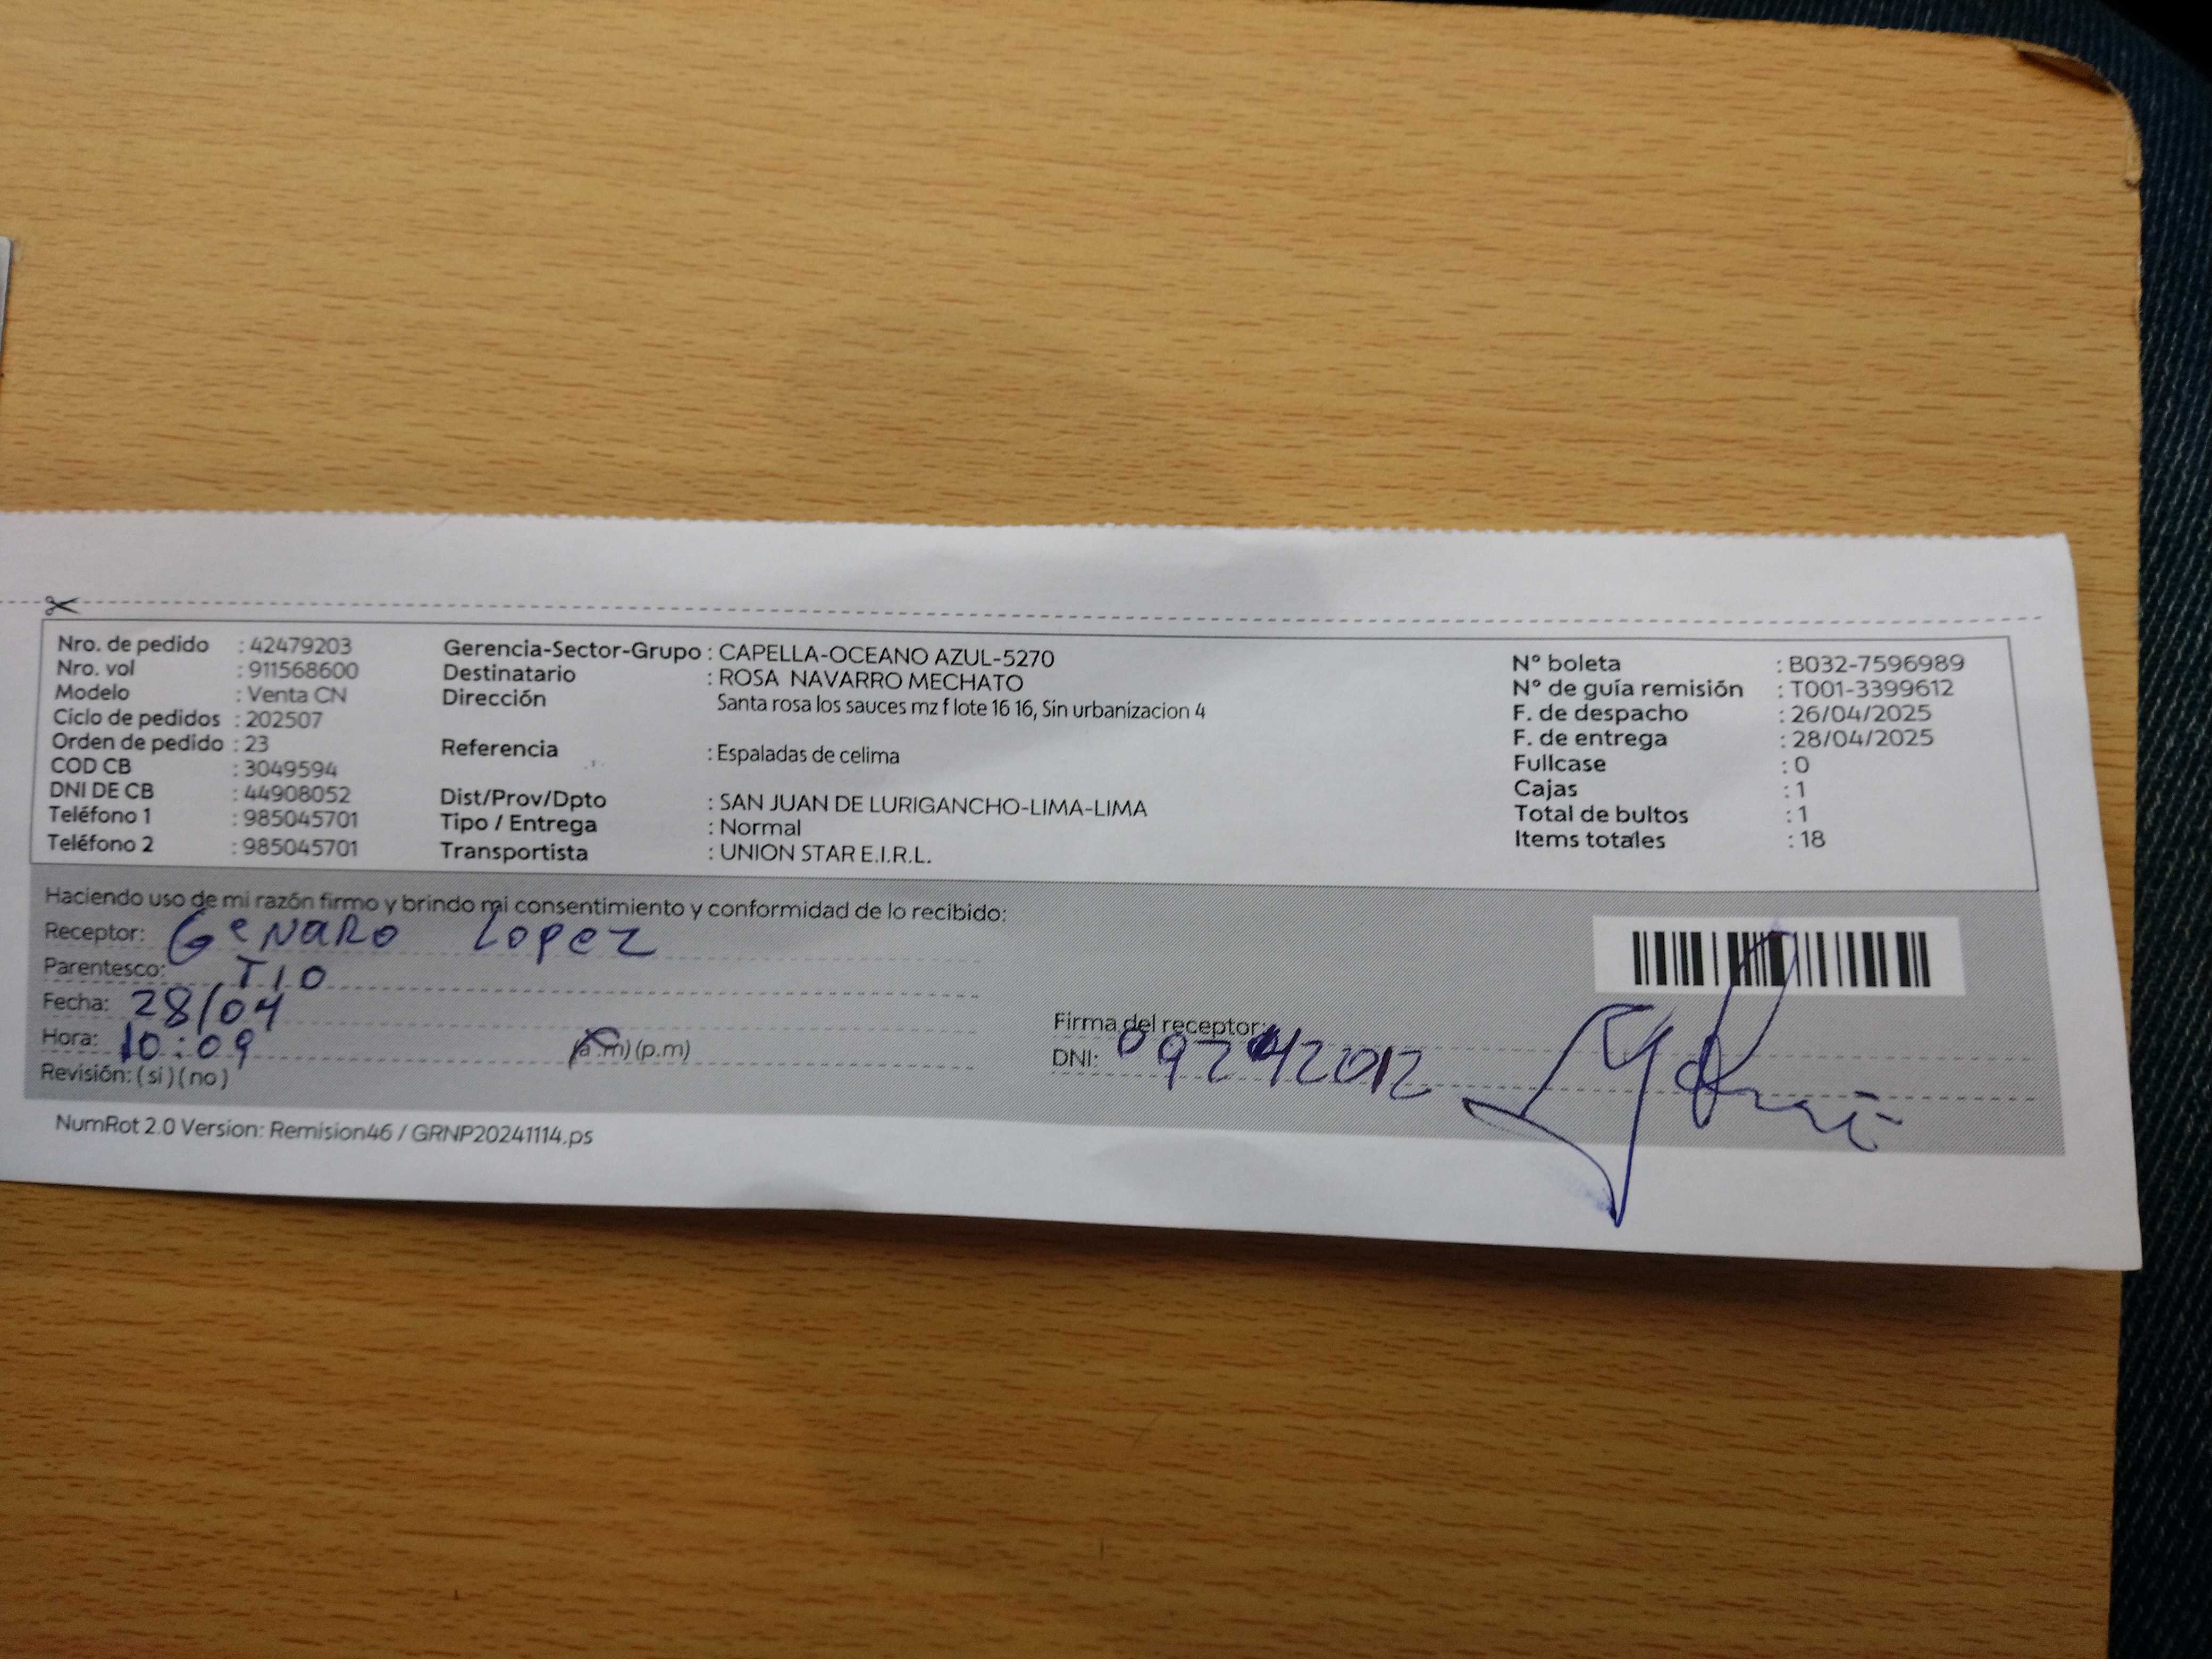 Nro. de pedido : 42479203
Nro. vol : 911568600
Modelo : Venta CN
Ciclo de pedidos : 202507
Orden de pedido : 23
COD CB : 3049594
DNI DE CB : 44908052
Teléfono 1 : 985045701
Teléfono 2 : 985045701
Gerencia-Sector-Grupo : CAPELLA-OCEANO AZUL-5270
Destinatario : ROSA NAVARRO MECHATO
Dirección Santa rosa los sauces mz f lote 16 16, Sin urbanizacion 4
Referencia : Espaladas de celima
Dist/Prov/Dpto : SAN JUAN DE LURIGANCHO-LIMA-LIMA
Tipo / Entrega : Normal
Transportista : UNION STAR E.I.R.L.
N° boleta : B032-7596989
N° de guía remisión : T001-3399612
F. de despacho : 26/04/2025
F. de entrega : 28/04/2025
Fullcase : 0
Cajas : 1
Total de bultos : 1
Items totales : 18
Haciendo uso de mi razón firmo y brindo mi consentimiento y conformidad de lo recibido:
Receptor: Genaro Lopez
Parentesco: TIO
Fecha: 28/04
Hora: 10:09 (a.m) (p.m)
Revisión: ( si ) ( no )
Firma del receptor:
DNI:
NumRot 2.0 Version: Remision46 / GRNP20241114.ps